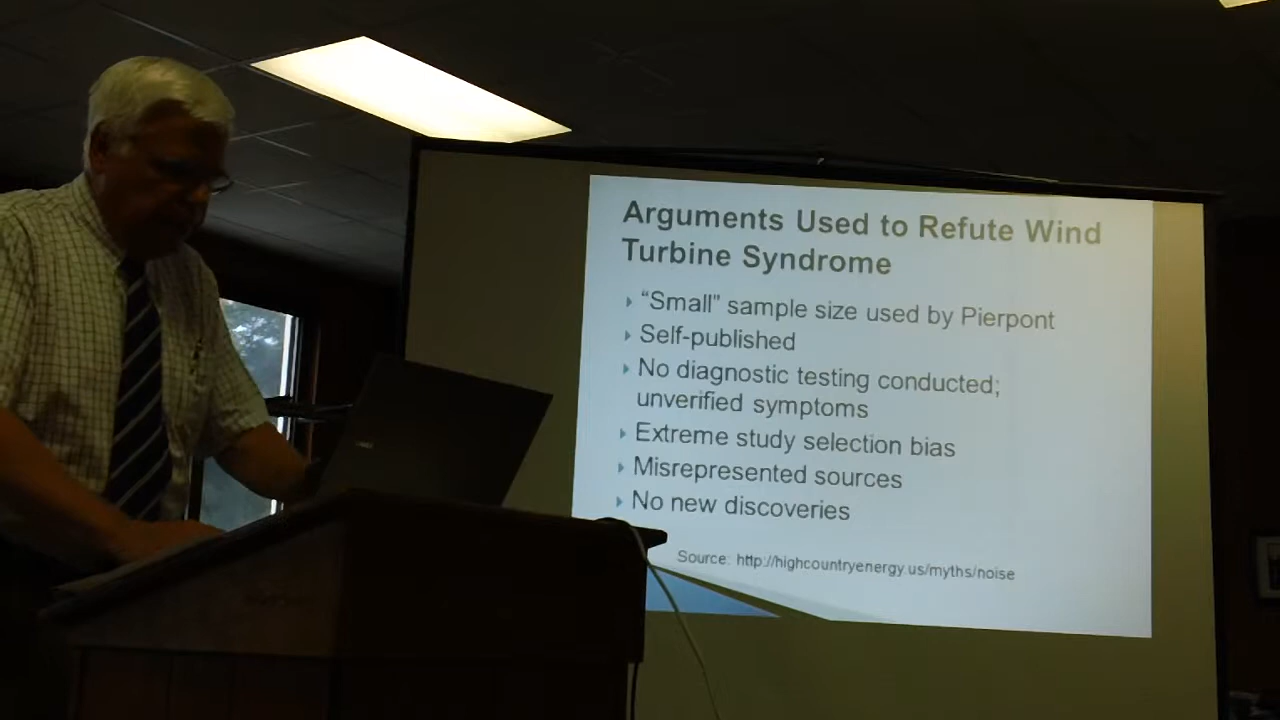 Arguments Used to Refute Wind
Turbine Syndrome
“Small" sample size used by Pierpont
Self-published
No diagnostic testing conducted;
unverified symptoms
Extreme study selection bias
Misrepresented sources
No new discoveries
Source: http://highcountryenergy.us/myths/noise